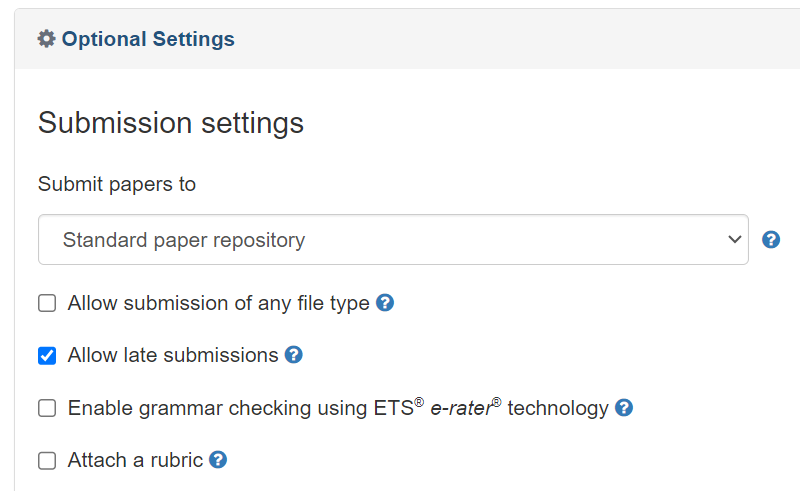 Optional Settings
Submission settings
Submit papers to
Standard paper repository
Allow submission of any file type
Allow late submissions
Enable grammar checking using ETS® e-rater® technology
Attach a rubric